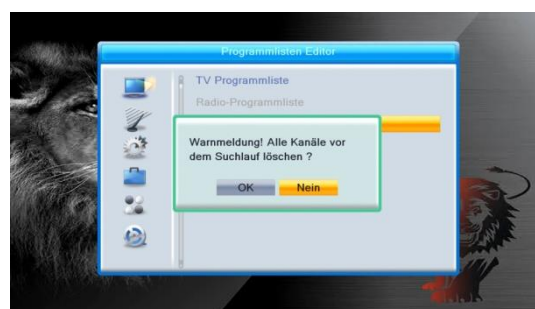 Programmlisten Editor
TV Programmliste
Radio-Programmliste
Warnmeldung! Alle Kanäle vor
dem Suchlauf löschen ?
OK
Nein